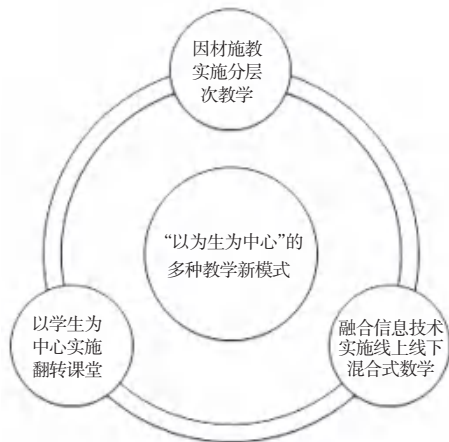 因材施教
实施分层
次教学
“以为生为中心”的
多种教学新模式
以学生为
中心实施
翻转课堂
融合信息技术
实施线上线下
混合式数学